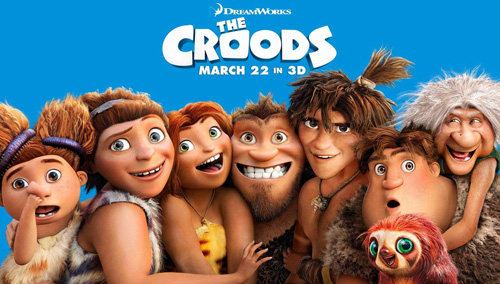 DREAMWORKS
THE
CROODS
MARCH 22 IN 3D